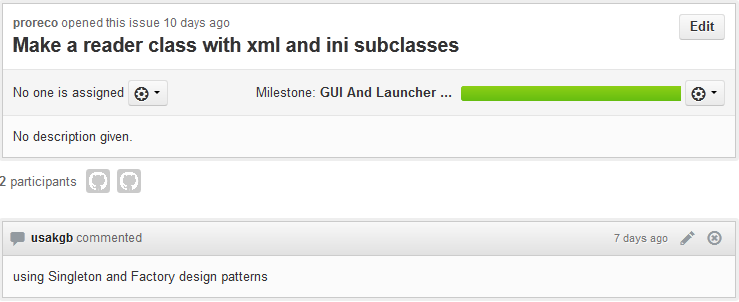 proreco opened this issue 10 days ago
Edit
Make a reader class with xml and ini subclasses
No one is assigned
Milestone: GUI And Launcher ...
No description given.
2 participants
usakgb commented
7 days ago
using Singleton and Factory design patterns